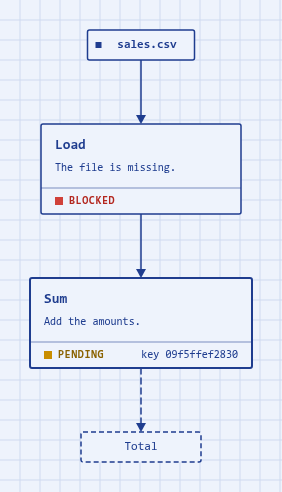 sales.csv
Load
The file is missing.
BLOCKED
Sum
Add the amounts.
PENDING key 09f5ffef2830
Total